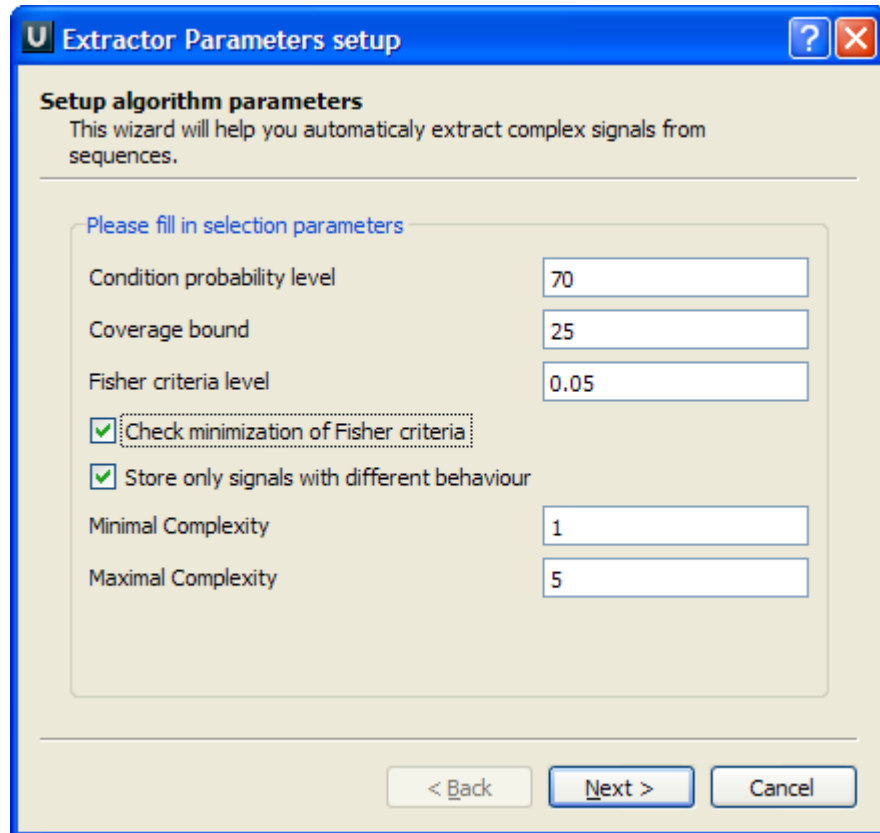 U Extractor Parameters setup ?
Setup algorithm parameters
This wizard will help you automaticaly extract complex signals from
sequences.
Please fill in selection parameters
Condition probability level 70
Coverage bound 25
Fisher criteria level 0.05
Check minimization of Fisher criteria
Store only signals with different behaviour
Minimal Complexity 1
Maximal Complexity 5
< Back Next > Cancel